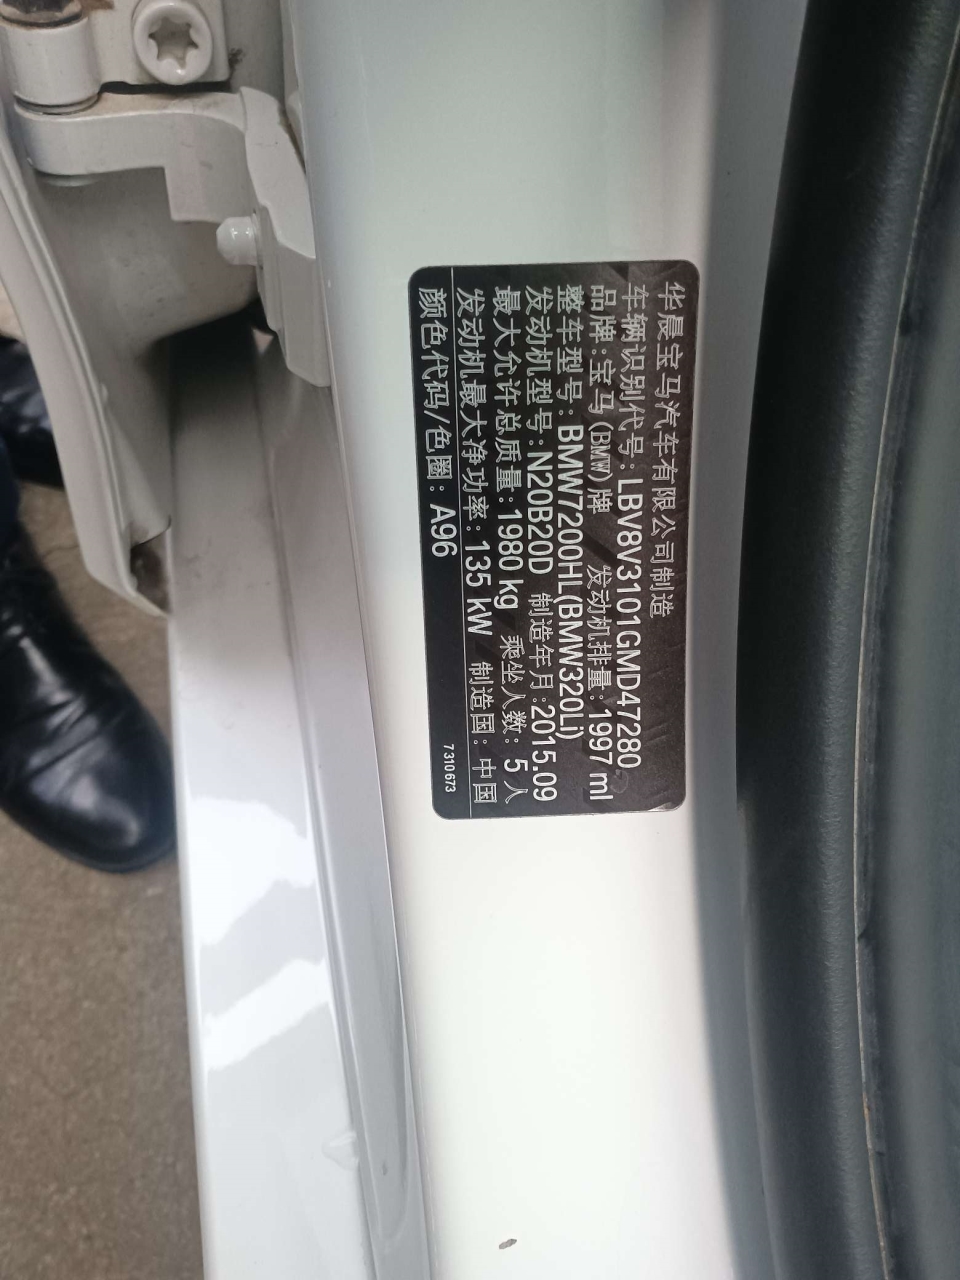 华晨宝马汽车有限公司制造
车辆识别代号：LBV8V3101GMD47280
品牌：宝马(BMW)牌 发动机排量：1997 ml
整车型号：BMW7200HL(BMW320Li)
发动机型号：N20B20D 制造年月：2015.09
最大允许总质量：1980 kg 乘坐人数：5 人
发动机最大净功率：135 kW 制造国：中国
颜色代码/色圈：A96 7 310 673